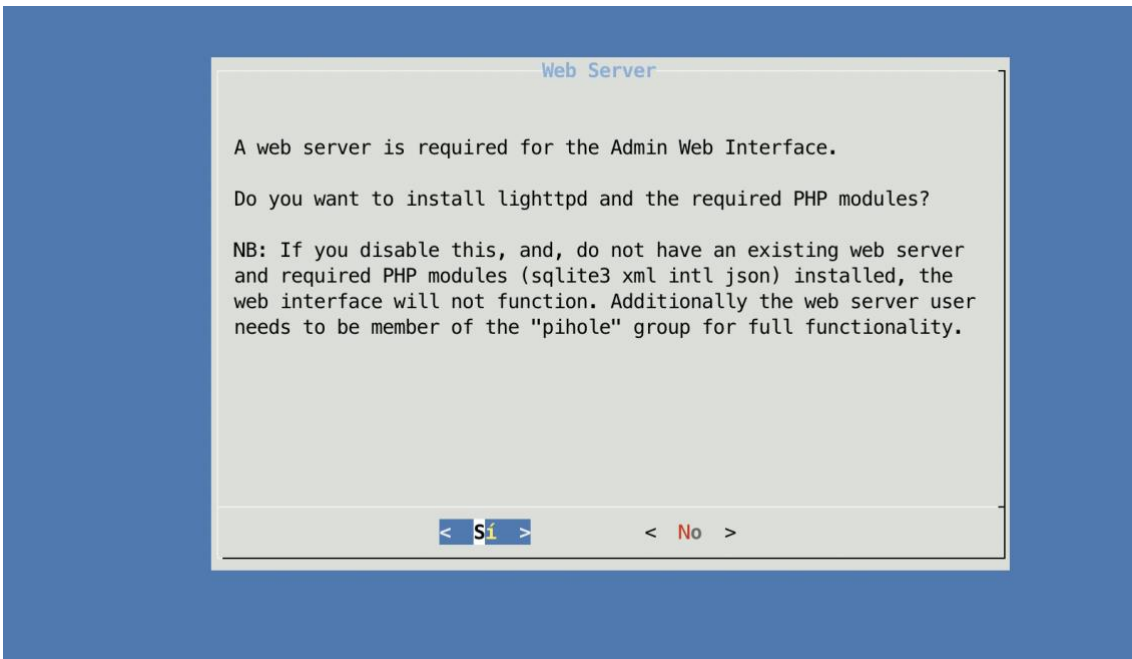 Web Server
A web server is required for the Admin Web Interface.
Do you want to install lighttpd and the required PHP modules?
NB: If you disable this, and, do not have an existing web server
and required PHP modules (sqlite3 xml intl json) installed, the
web interface will not function. Additionally the web server user
needs to be member of the "pihole" group for full functionality.
< Sí > < No >